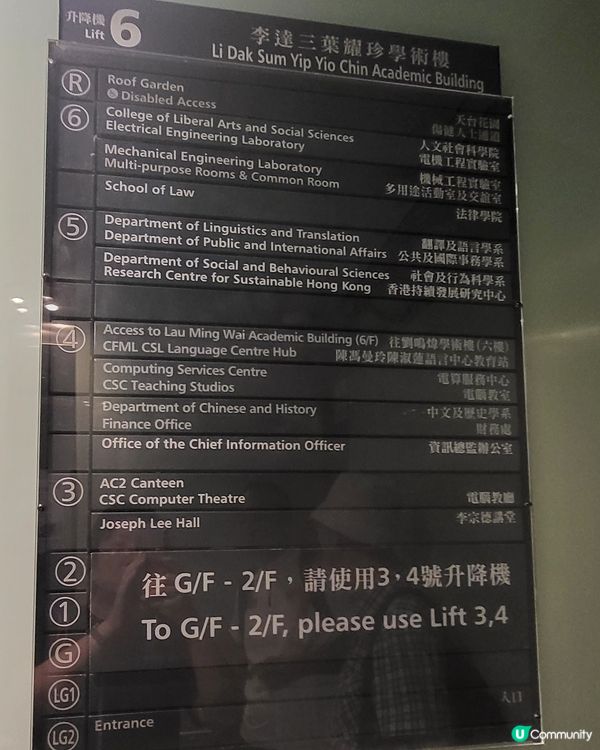 升降機 李達三葉耀珍學術樓
Lift 6 Li Dak Sum Yip Yio Chin Academic Building
R Roof Garden 天台花園
Disabled Access 傷健人士通道
6 College of Liberal Arts and Social Sciences 人文社會科學院
Electrical Engineering Laboratory 電機工程實驗室
Mechanical Engineering Laboratory 機械工程實驗室
Multi-purpose Rooms & Common Room 多用途活動室及交誼室
School of Law 法律學院
5 Department of Linguistics and Translation 翻譯及語言學系
Department of Public and International Affairs 公共及國際事務學系
Department of Social and Behavioural Sciences 社會及行為科學系
Research Centre for Sustainable Hong Kong 香港持續發展研究中心
4 Access to Lau Ming Wai Academic Building (6/F) 往劉鳴煒學術樓(六樓)
CFML CSL Language Centre Hub 陳馮曼玲陳淑蓮語言中心教育站
Computing Services Centre 電算服務中心
CSC Teaching Studios 電腦教室
Department of Chinese and History 中文及歷史學系
Finance Office 財務處
Office of the Chief Information Officer 資訊總監辦公室
3 AC2 Canteen
CSC Computer Theatre 電腦教廳
Joseph Lee Hall 李宗德講堂
2 往 G/F - 2/F，請使用3，4號升降機
1 To G/F - 2/F, please use Lift 3,4
G
LG1 入口
LG2 Entrance
U Community